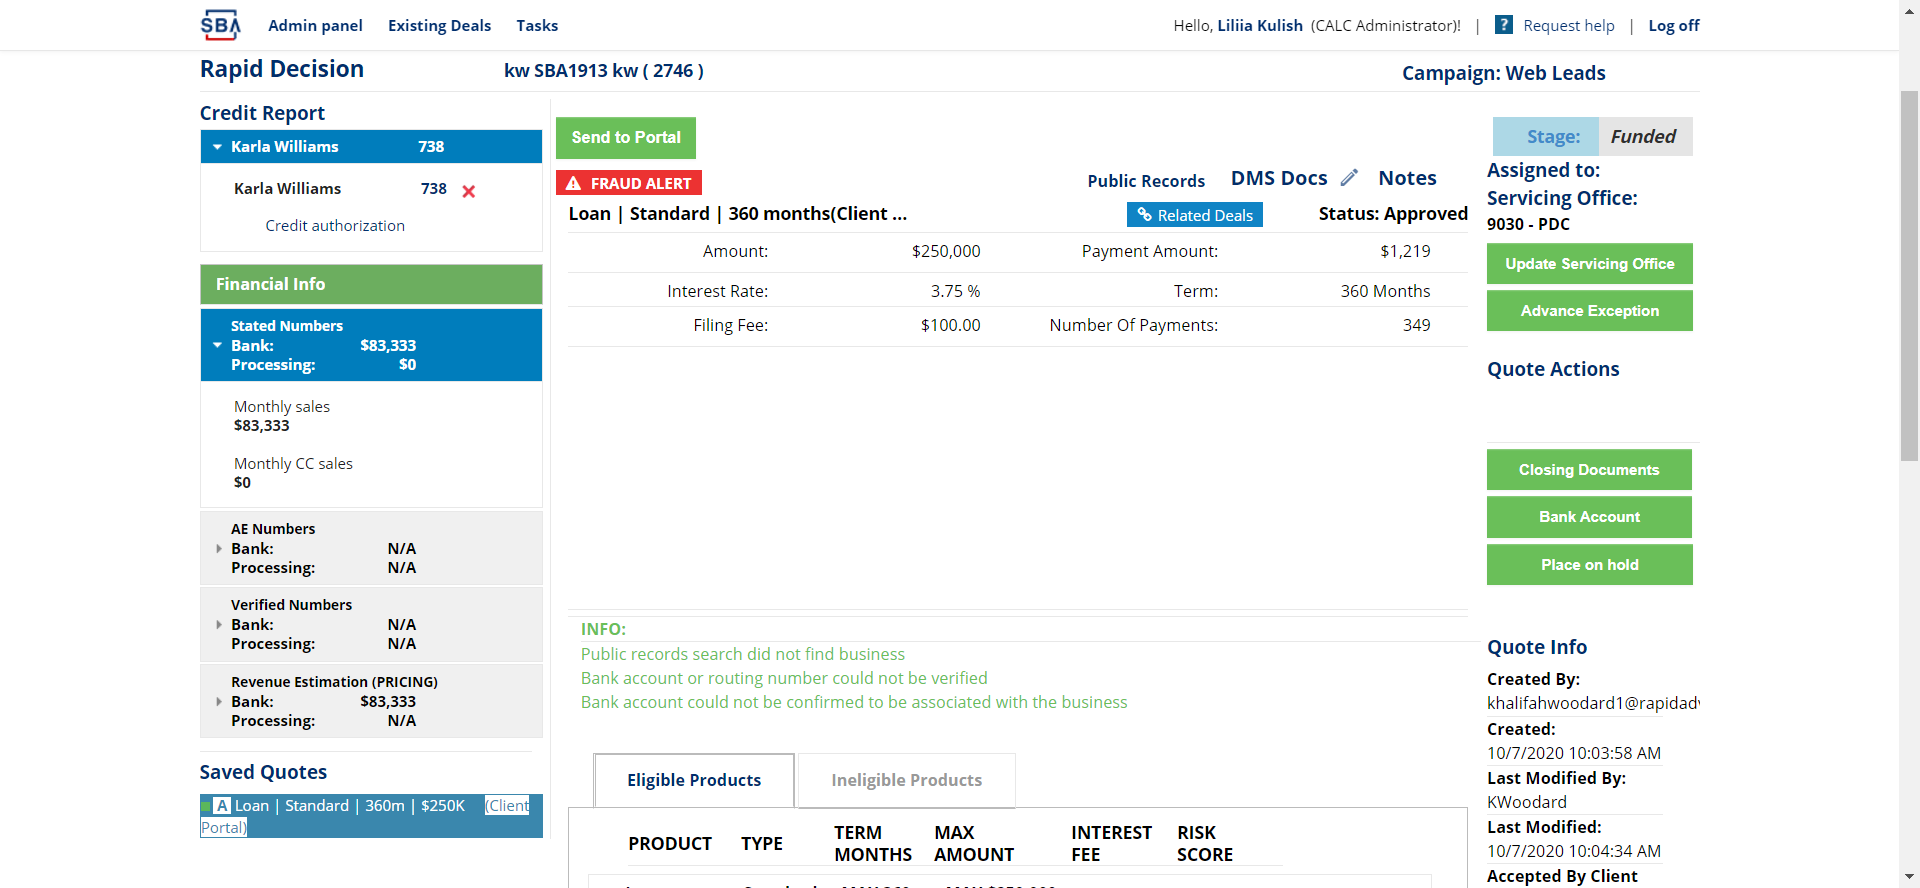 SBA Admin panel Existing Deals Tasks Hello, Liliia Kulish (CALC Administrator)! | ? Request help | Log off
Rapid Decision kw SBA1913 kw ( 2746 ) Campaign: Web Leads
Credit Report
Karla Williams 738
Karla Williams 738
Credit authorization
Financial Info
Stated Numbers
Bank: $83,333
Processing: $0
Monthly sales
$83,333
Monthly CC sales
$0
AE Numbers
Bank: N/A
Processing: N/A
Verified Numbers
Bank: N/A
Processing: N/A
Revenue Estimation (PRICING)
Bank: $83,333
Processing: N/A
Saved Quotes
A Loan | Standard | 360m | $250K (Client
Portal)
Send to Portal
FRAUD ALERT
Public Records DMS Docs Notes
Loan | Standard | 360 months(Client ... Related Deals Status: Approved
Amount: $250,000 Payment Amount: $1,219
Interest Rate: 3.75 % Term: 360 Months
Filing Fee: $100.00 Number Of Payments: 349
INFO:
Public records search did not find business
Bank account or routing number could not be verified
Bank account could not be confirmed to be associated with the business
Eligible Products Ineligible Products
PRODUCT TYPE TERM MONTHS MAX AMOUNT INTEREST FEE RISK SCORE
Stage: Funded
Assigned to:
Servicing Office:
9030 - PDC
Update Servicing Office
Advance Exception
Quote Actions
Closing Documents
Bank Account
Place on hold
Quote Info
Created By:
khalifahwoodard1@rapidadv
Created:
10/7/2020 10:03:58 AM
Last Modified By:
KWoodard
Last Modified:
10/7/2020 10:04:34 AM
Accepted By Client